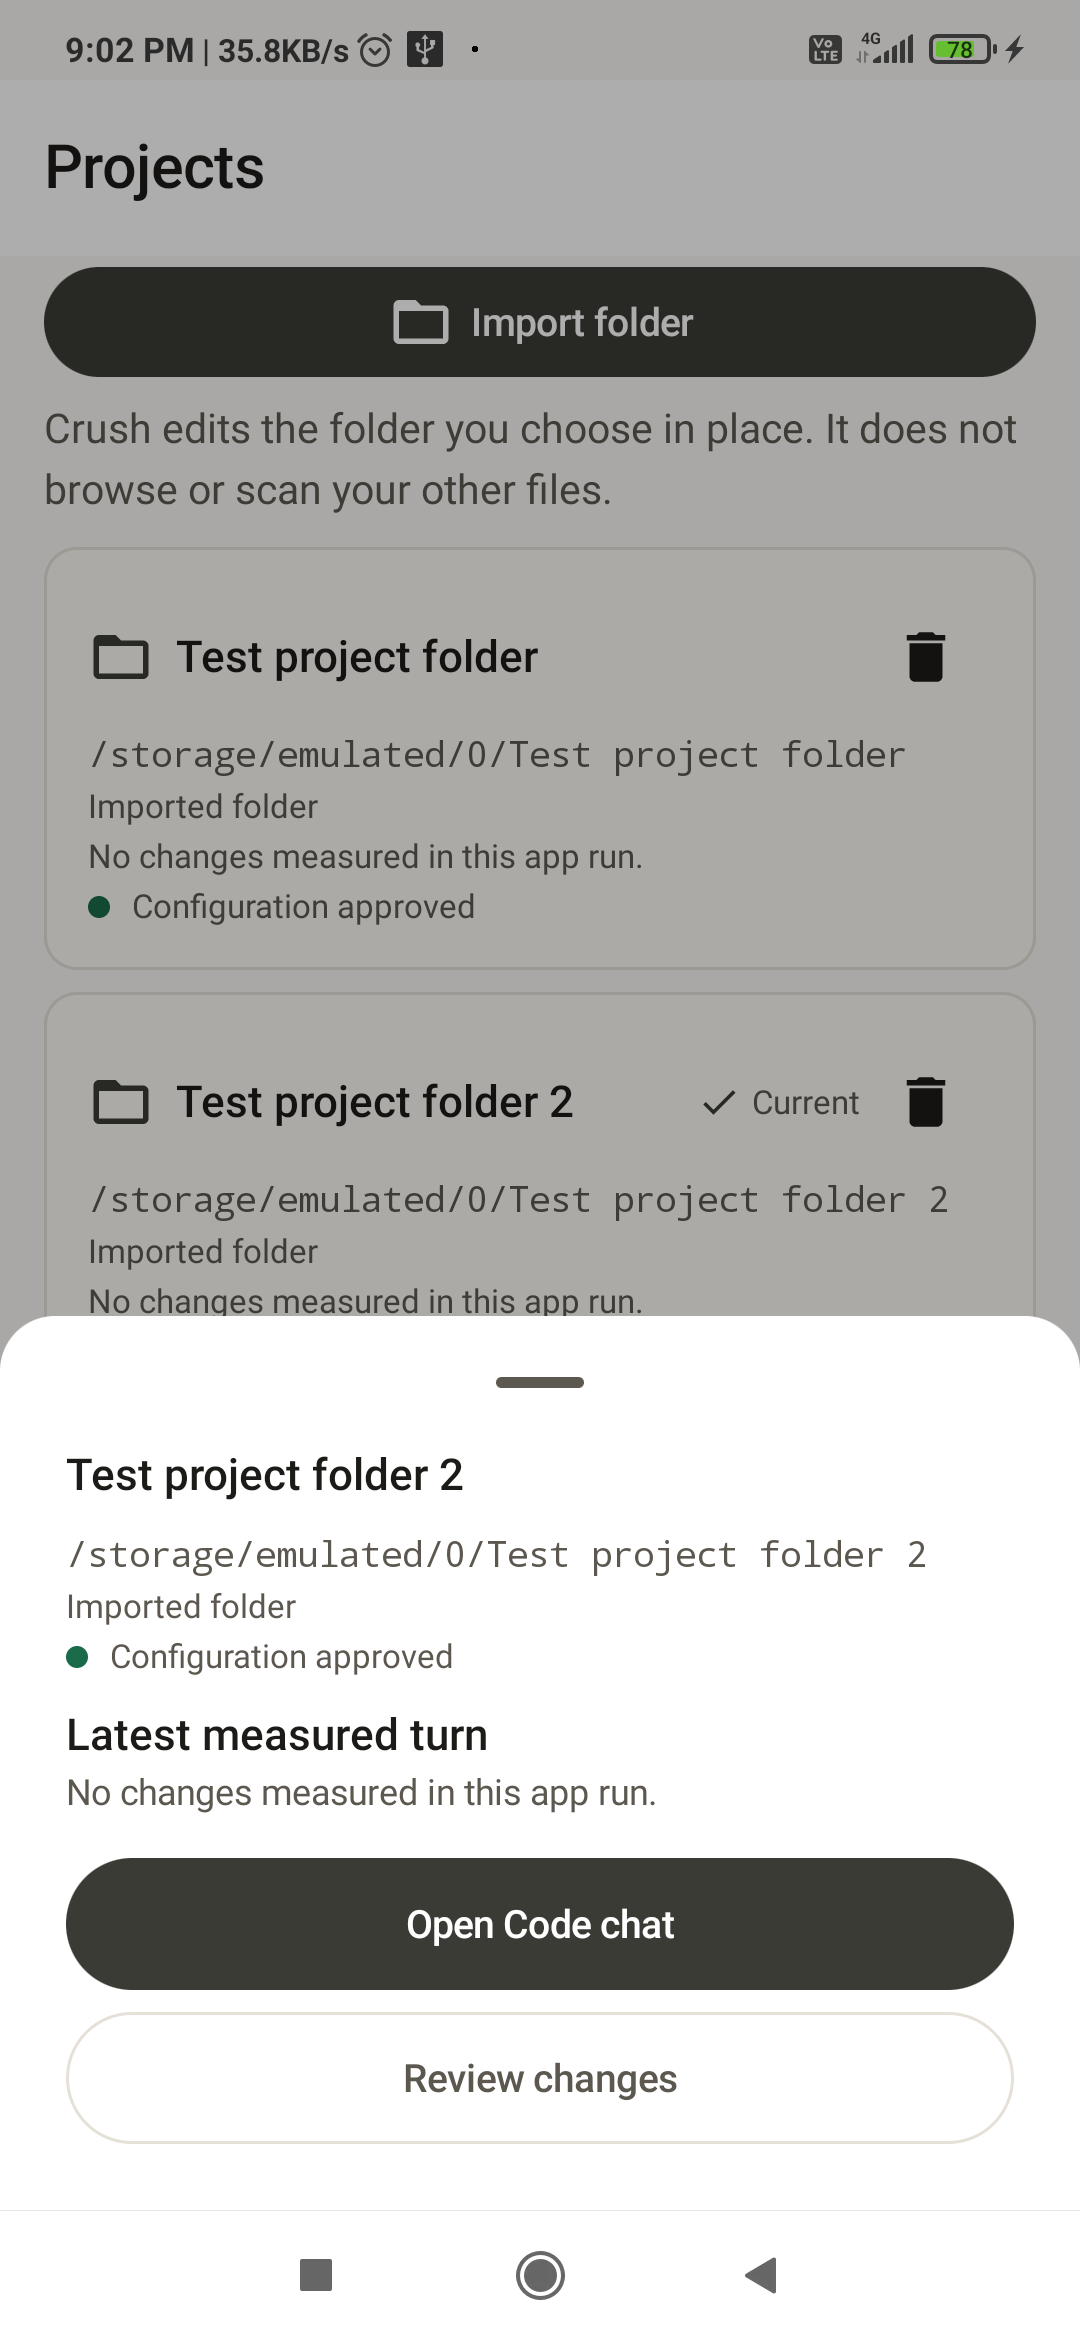 9:02 PM | 35.8KB/s
Vo LTE
4G
78
Projects
Import folder
Crush edits the folder you choose in place. It does not
browse or scan your other files.
Test project folder
/storage/emulated/0/Test project folder
Imported folder
No changes measured in this app run.
Configuration approved
Test project folder 2
Current
/storage/emulated/0/Test project folder 2
Imported folder
No changes measured in this app run.
Test project folder 2
/storage/emulated/0/Test project folder 2
Imported folder
Configuration approved
Latest measured turn
No changes measured in this app run.
Open Code chat
Review changes